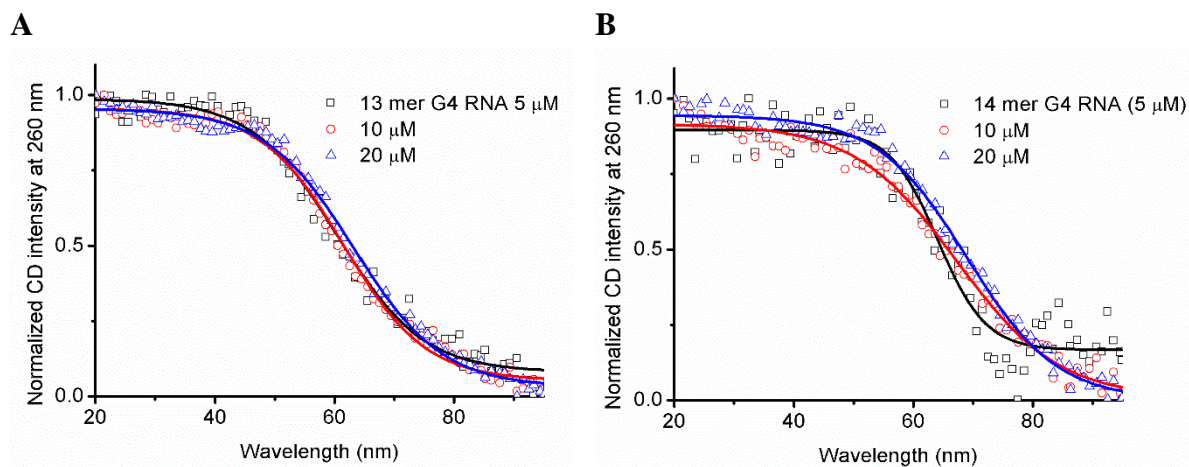 A
Normalized CD intensity at 260 nm
1.0
0.5
0.0
13 mer G4 RNA 5 μM
10 μM
20 μM
20
40
60
80
Wavelength (nm)
B
Normalized CD intensity at 260 nm
1.0
0.5
0.0
14 mer G4 RNA (5 μM)
10 μM
20 μM
20
40
60
80
Wavelength (nm)